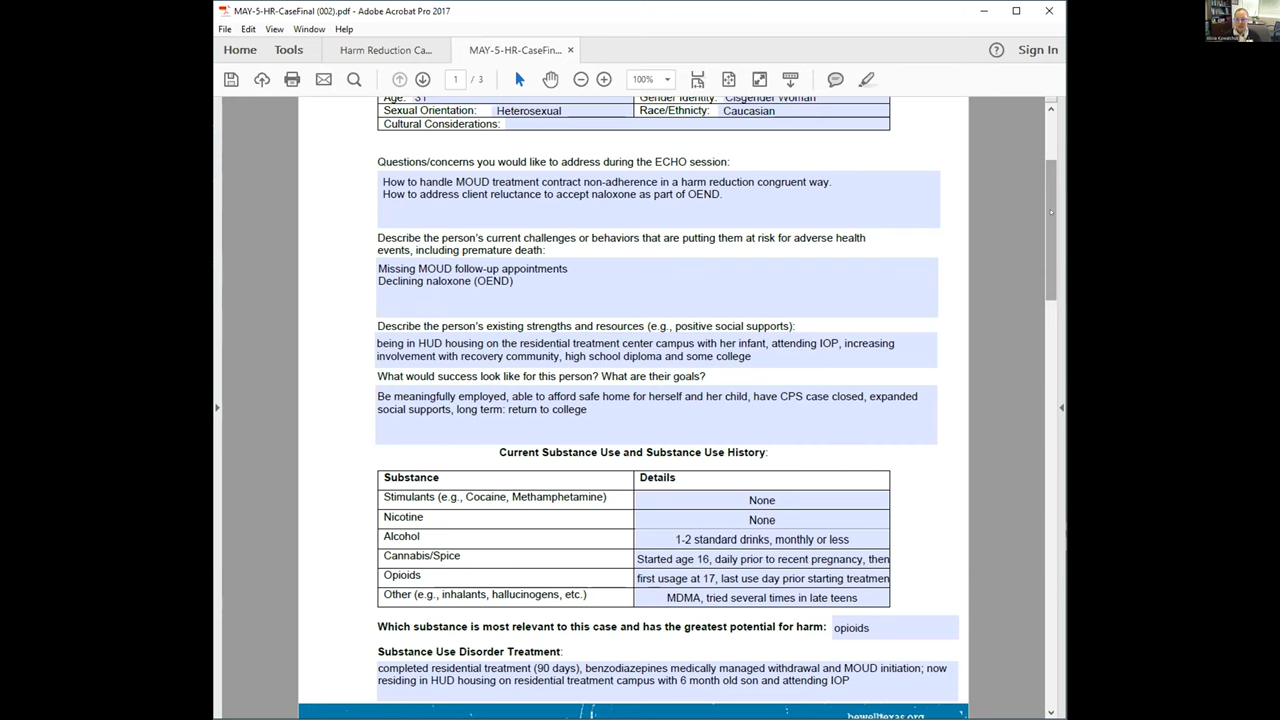 MAY-5-HR-CaseFinal (002).pdf - Adobe Acrobat Pro 2017
File Edit View Window Help
Home Tools Harm Reduction Ca... MAY-5-HR-CaseFin... × Sign In
1 / 3 100%
Age: 31 Gender Identity: Cisgender Woman
Sexual Orientation: Heterosexual Race/Ethnicty: Caucasian
Cultural Considerations:
Questions/concerns you would like to address during the ECHO session:
How to handle MOUD treatment contract non-adherence in a harm reduction congruent way.
How to address client reluctance to accept naloxone as part of OEND.
Describe the person's current challenges or behaviors that are putting them at risk for adverse health
events, including premature death:
Missing MOUD follow-up appointments
Declining naloxone (OEND)
Describe the person's existing strengths and resources (e.g., positive social supports):
being in HUD housing on the residential treatment center campus with her infant, attending IOP, increasing
involvement with recovery community, high school diploma and some college
What would success look like for this person? What are their goals?
Be meaningfully employed, able to afford safe home for herself and her child, have CPS case closed, expanded
social supports, long term: return to college
Current Substance Use and Substance Use History:
Substance Details
Stimulants (e.g., Cocaine, Methamphetamine) None
Nicotine None
Alcohol 1-2 standard drinks, monthly or less
Cannabis/Spice Started age 16, daily prior to recent pregnancy, then
Opioids first usage at 17, last use day prior starting treatmen
Other (e.g., inhalants, hallucinogens, etc.) MDMA, tried several times in late teens
Which substance is most relevant to this case and has the greatest potential for harm: opioids
Substance Use Disorder Treatment:
completed residential treatment (90 days), benzodiazepines medically managed withdrawal and MOUD initiation; now
residing in HUD housing on residential treatment campus with 6 month old son and attending IOP
bewelltexas.org